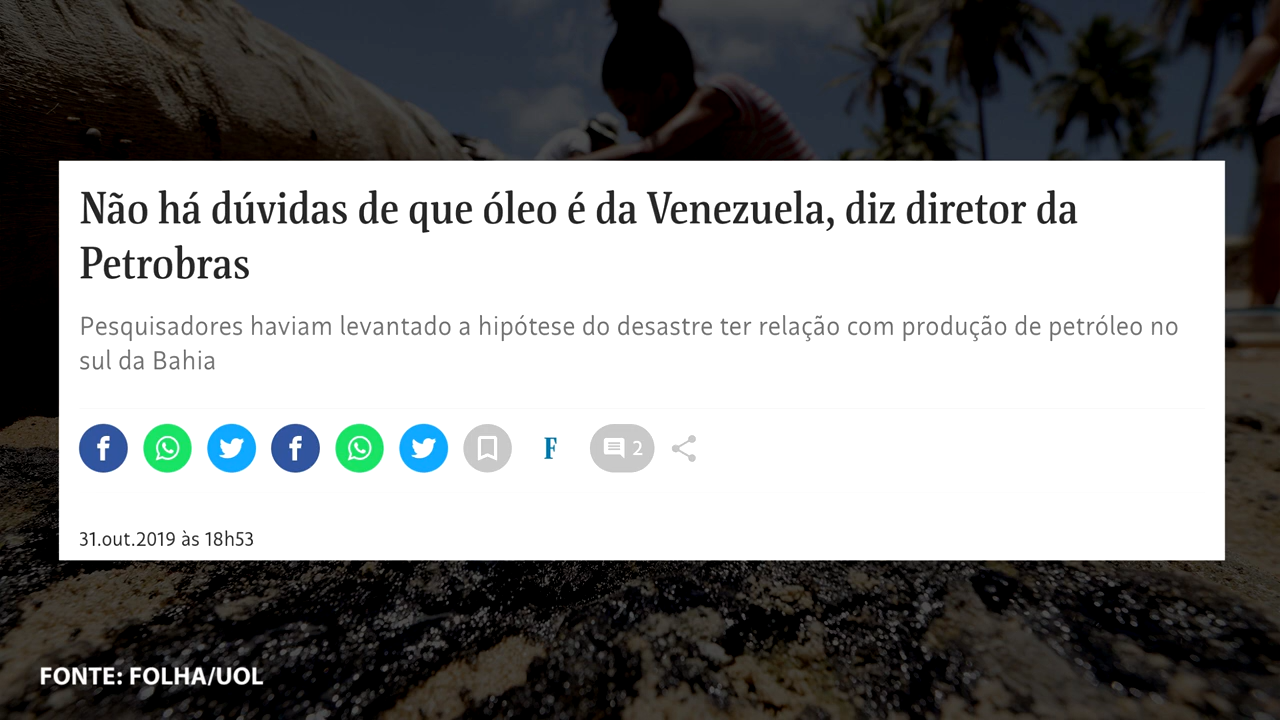 Não há dúvidas de que óleo é da Venezuela, diz diretor da
Petrobras
Pesquisadores haviam levantado a hipótese do desastre ter relação com produção de petróleo no
sul da Bahia
F
2
31.out.2019 às 18h53
FONTE: FOLHA/UOL